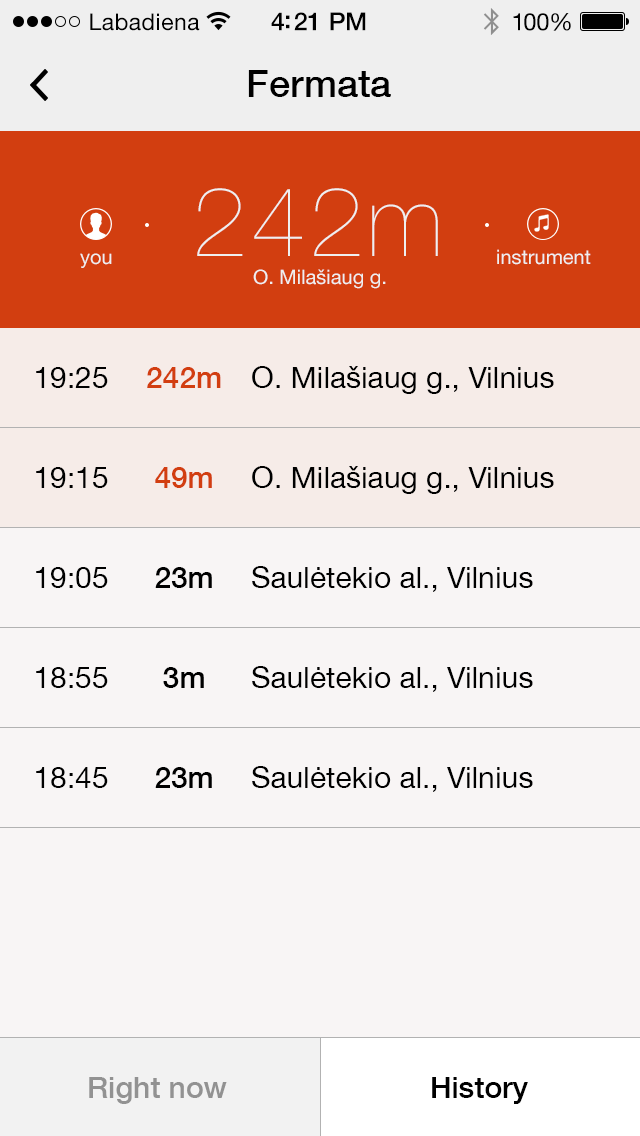 Labadiena 4:21 PM 100%
Fermata
242m
you instrument
O. Milašiaug g.
19:25 242m O. Milašiaug g., Vilnius
19:15 49m O. Milašiaug g., Vilnius
19:05 23m Saulėtekio al., Vilnius
18:55 3m Saulėtekio al., Vilnius
18:45 23m Saulėtekio al., Vilnius
Right now History